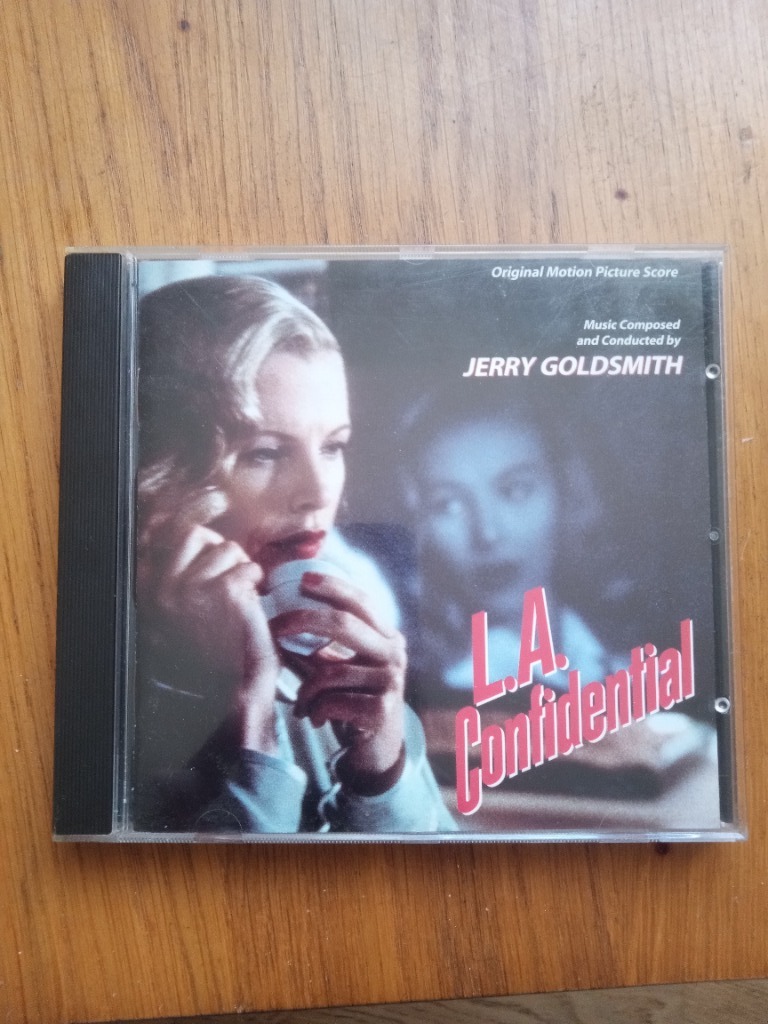 Original Motion Picture Score
Music Composed
and Conducted by
JERRY GOLDSMITH
L.A.
Confidential